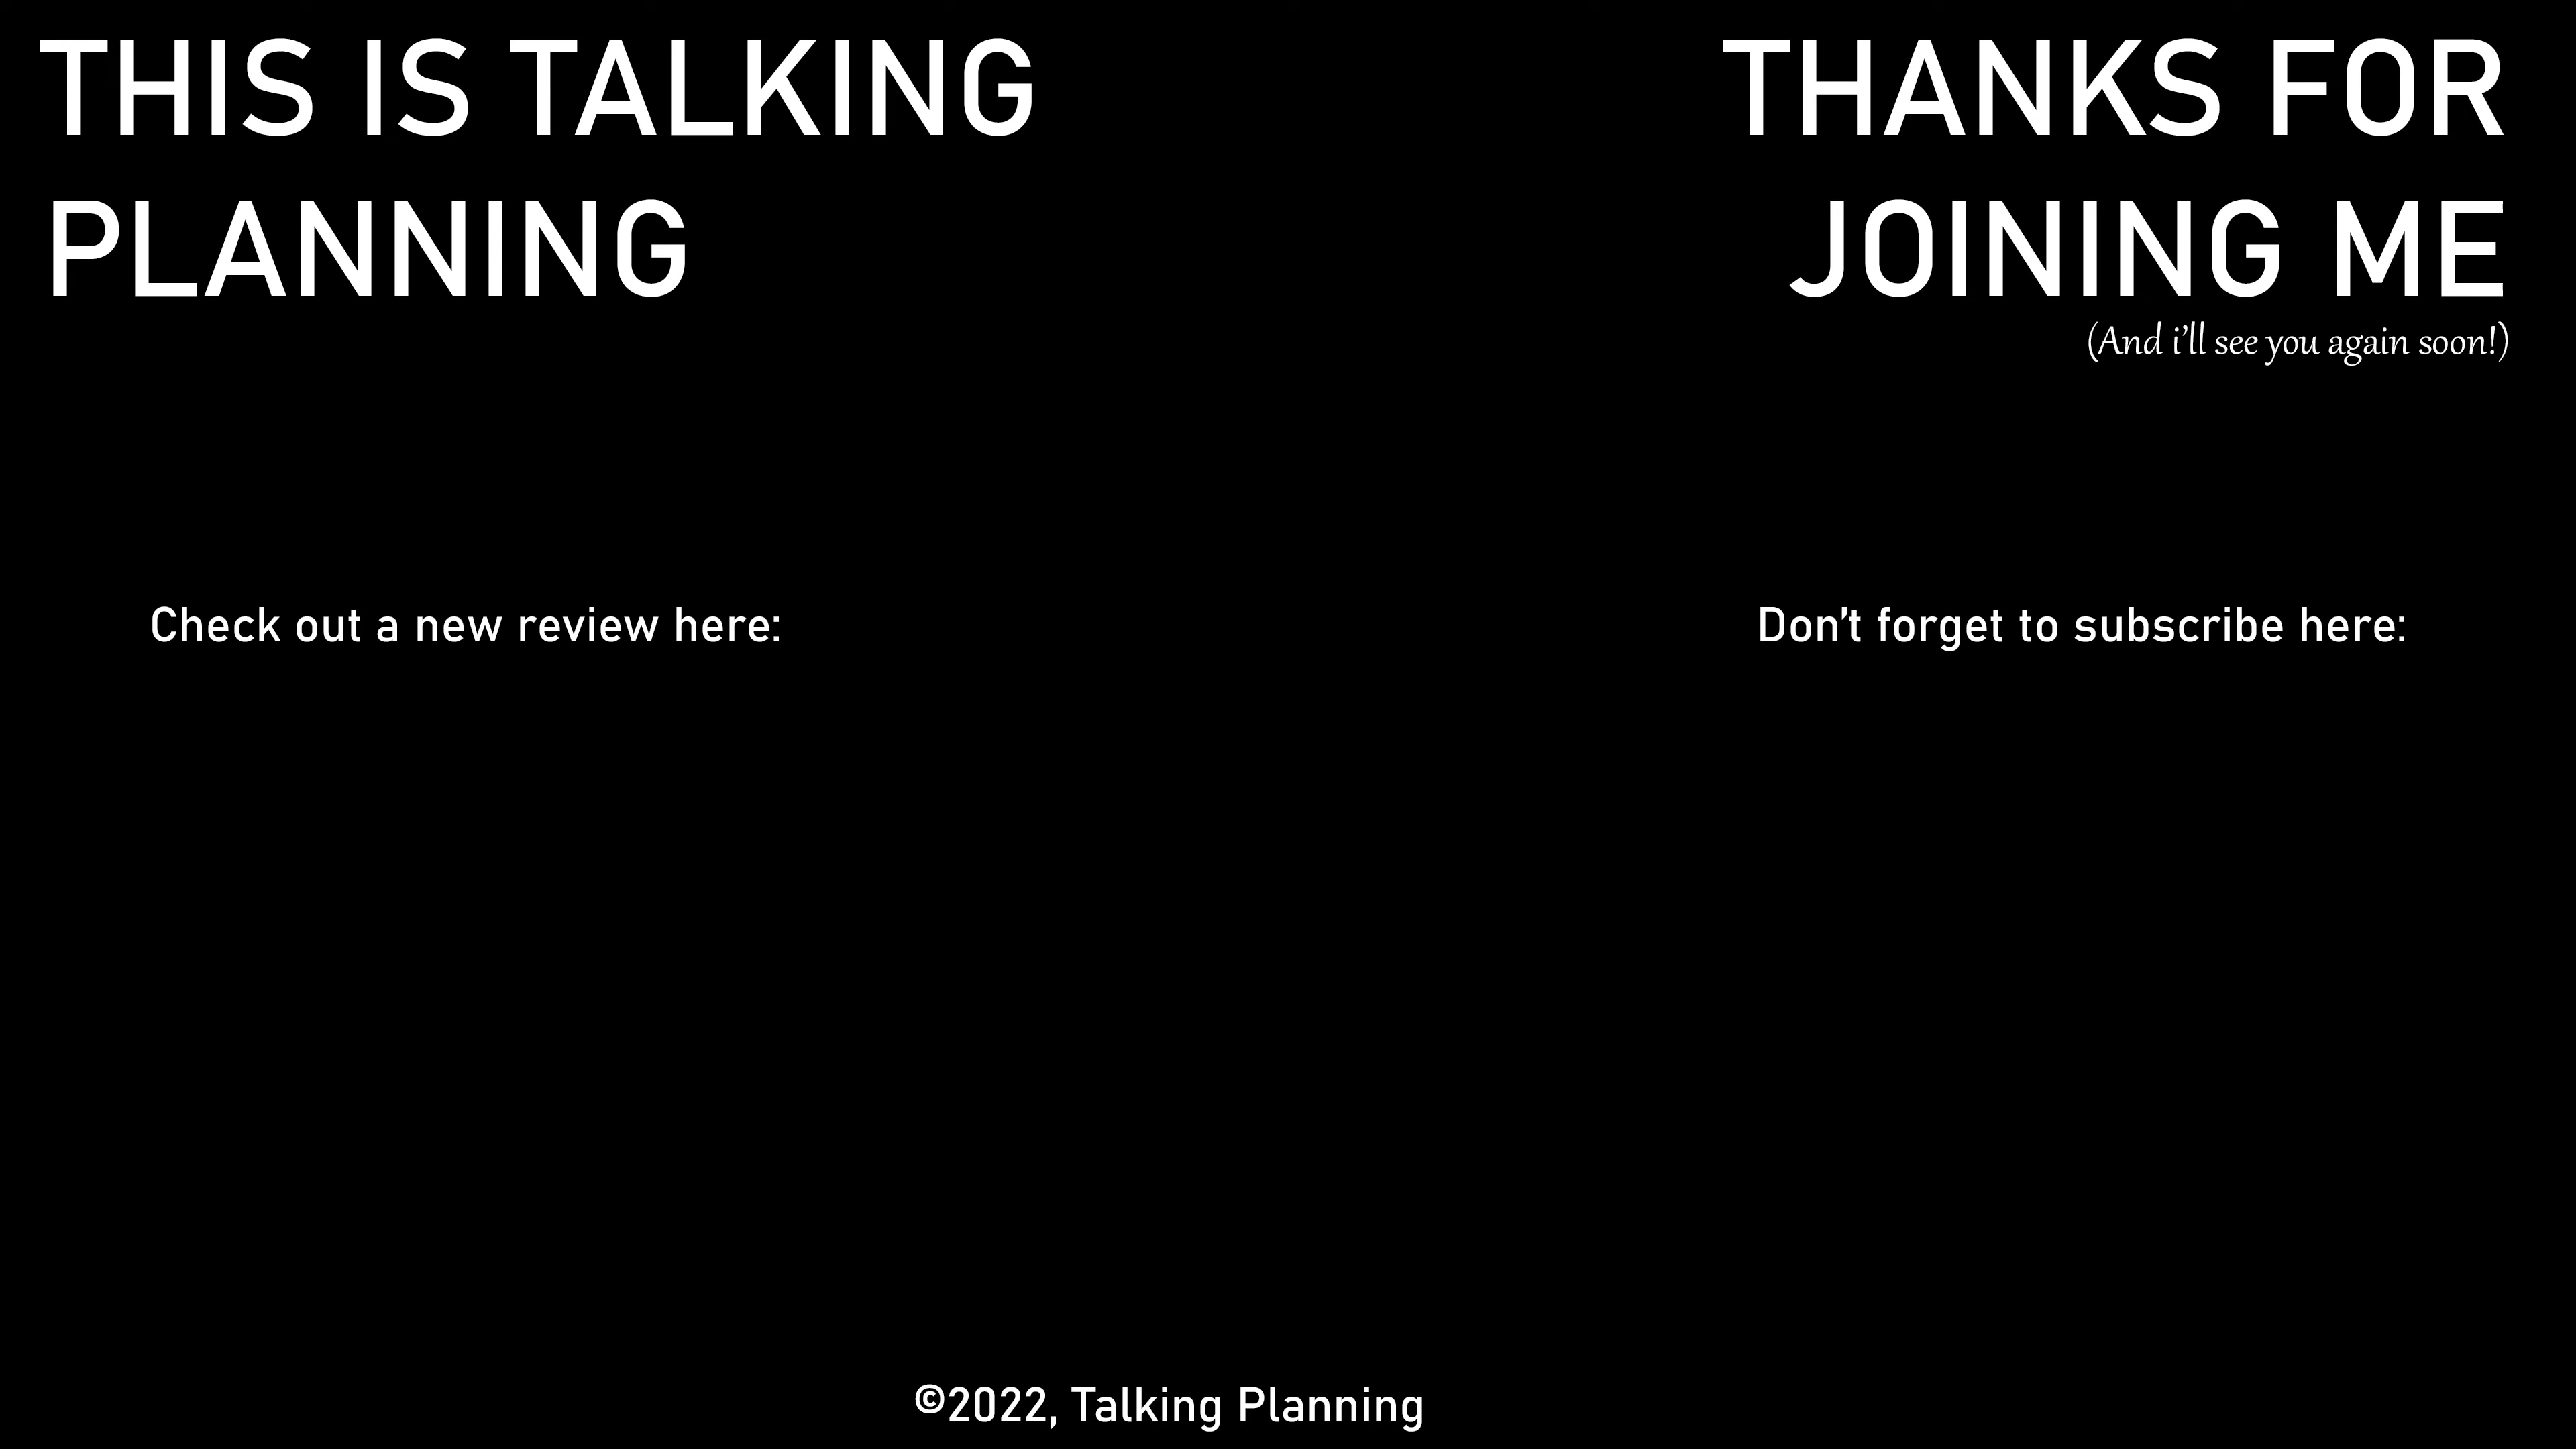 THIS IS TALKING
PLANNING
THANKS FOR
JOINING ME
(And i'll see you again soon!)
Check out a new review here:
Don't forget to subscribe here:
©2022, Talking Planning